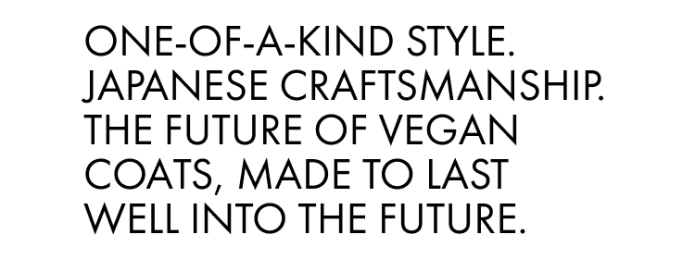 ONE-OF-A-KIND STYLE.
JAPANESE CRAFTSMANSHIP.
THE FUTURE OF VEGAN
COATS, MADE TO LAST
WELL INTO THE FUTURE.